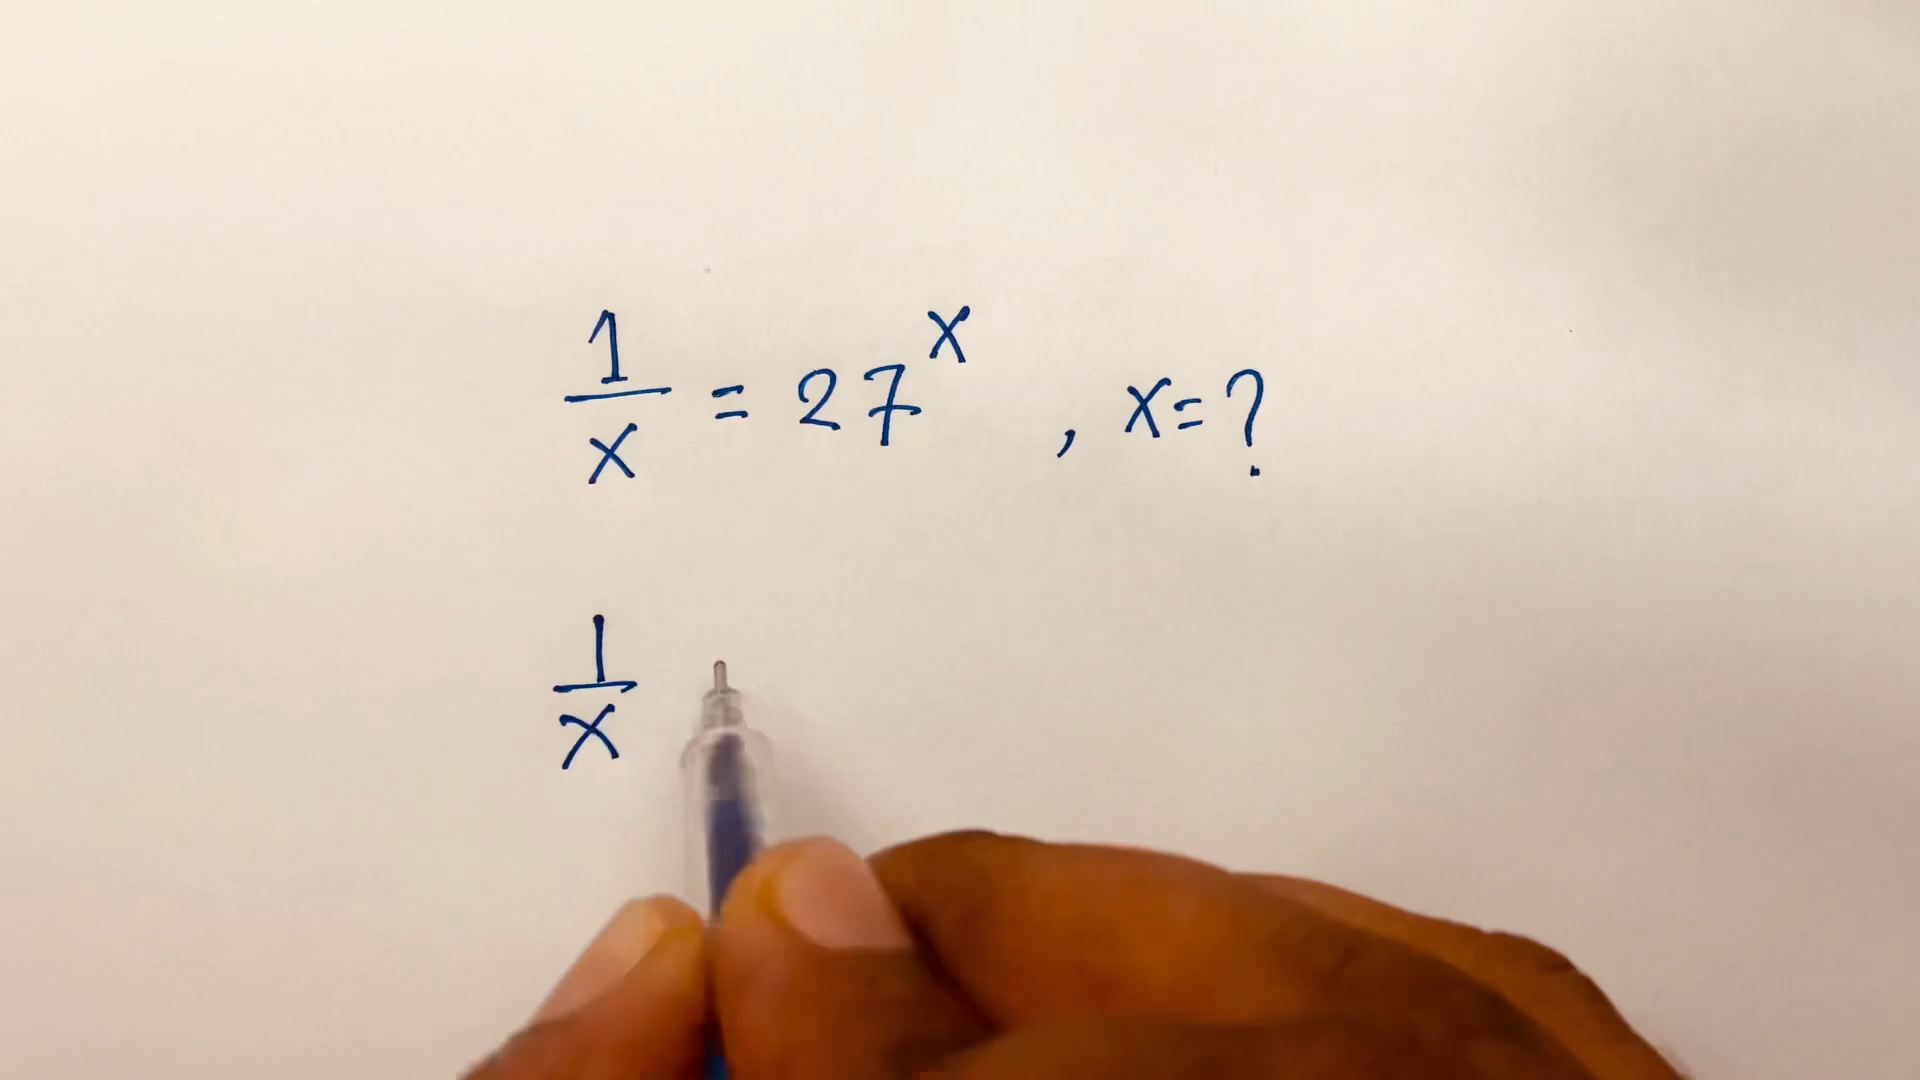 1/x = 27^x , x=?
1/x